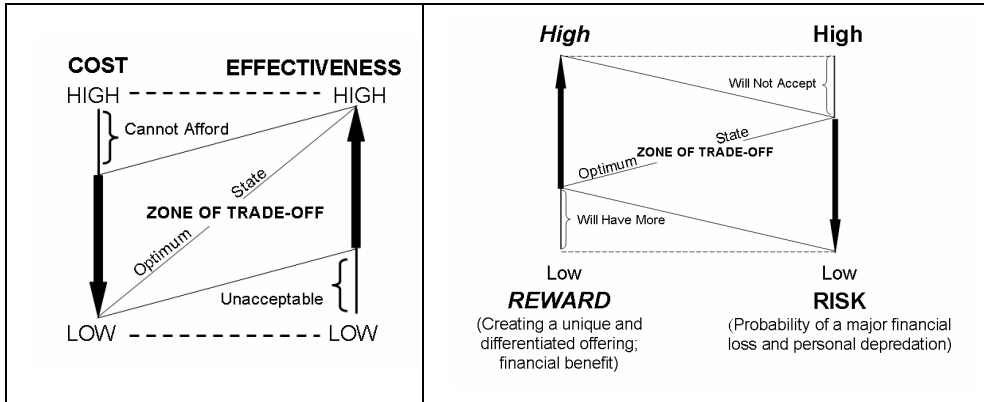 COST
EFFECTIVENESS
HIGH
HIGH
Cannot Afford
State
ZONE OF TRADE-OFF
Optimum
Unacceptable
LOW
LOW
High
High
Will Not Accept
State
ZONE OF TRADE-OFF
Optimum
Will Have More
Low
Low
REWARD
RISK
(Creating a unique and
differentiated offering;
financial benefit)
(Probability of a major financial
loss and personal depredation)